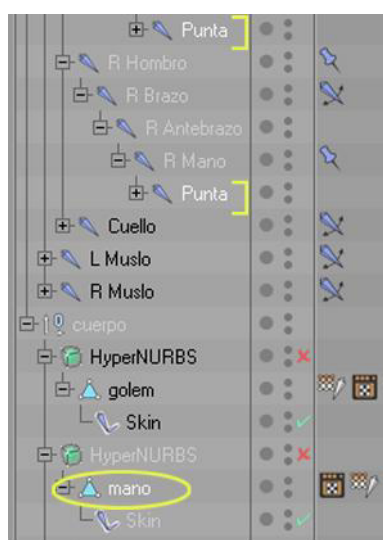 Punta
R Hombro
R Brazo
R Antebrazo
R Mano
Punta
Cuello
L Muslo
R Muslo
cuerpo
HyperNURBS
golem
Skin
HyperNURBS
mano
Skin